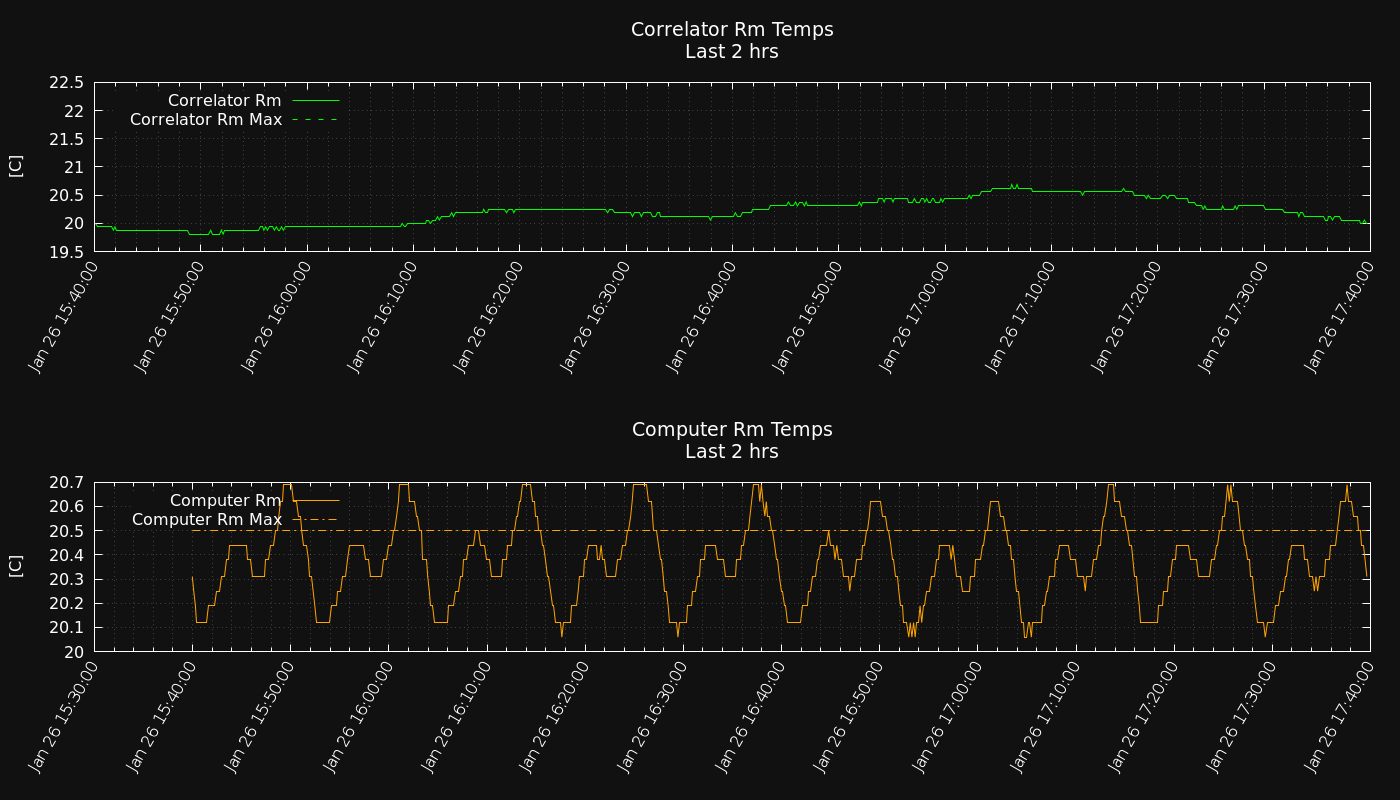 Correlator Rm Temps
Last 2 hrs
22.5
22
21.5
21
20.5
20
19.5
[C]
Correlator Rm
Correlator Rm Max
Jan 26 15:40:00
Jan 26 15:50:00
Jan 26 16:00:00
Jan 26 16:10:00
Jan 26 16:20:00
Jan 26 16:30:00
Jan 26 16:40:00
Jan 26 16:50:00
Jan 26 17:00:00
Jan 26 17:10:00
Jan 26 17:20:00
Jan 26 17:30:00
Jan 26 17:40:00
Computer Rm Temps
Last 2 hrs
20.7
20.6
20.5
20.4
20.3
20.2
20.1
20
[C]
Computer Rm
Computer Rm Max
Jan 26 15:30:00
Jan 26 15:40:00
Jan 26 15:50:00
Jan 26 16:00:00
Jan 26 16:10:00
Jan 26 16:20:00
Jan 26 16:30:00
Jan 26 16:40:00
Jan 26 16:50:00
Jan 26 17:00:00
Jan 26 17:10:00
Jan 26 17:20:00
Jan 26 17:30:00
Jan 26 17:40:00